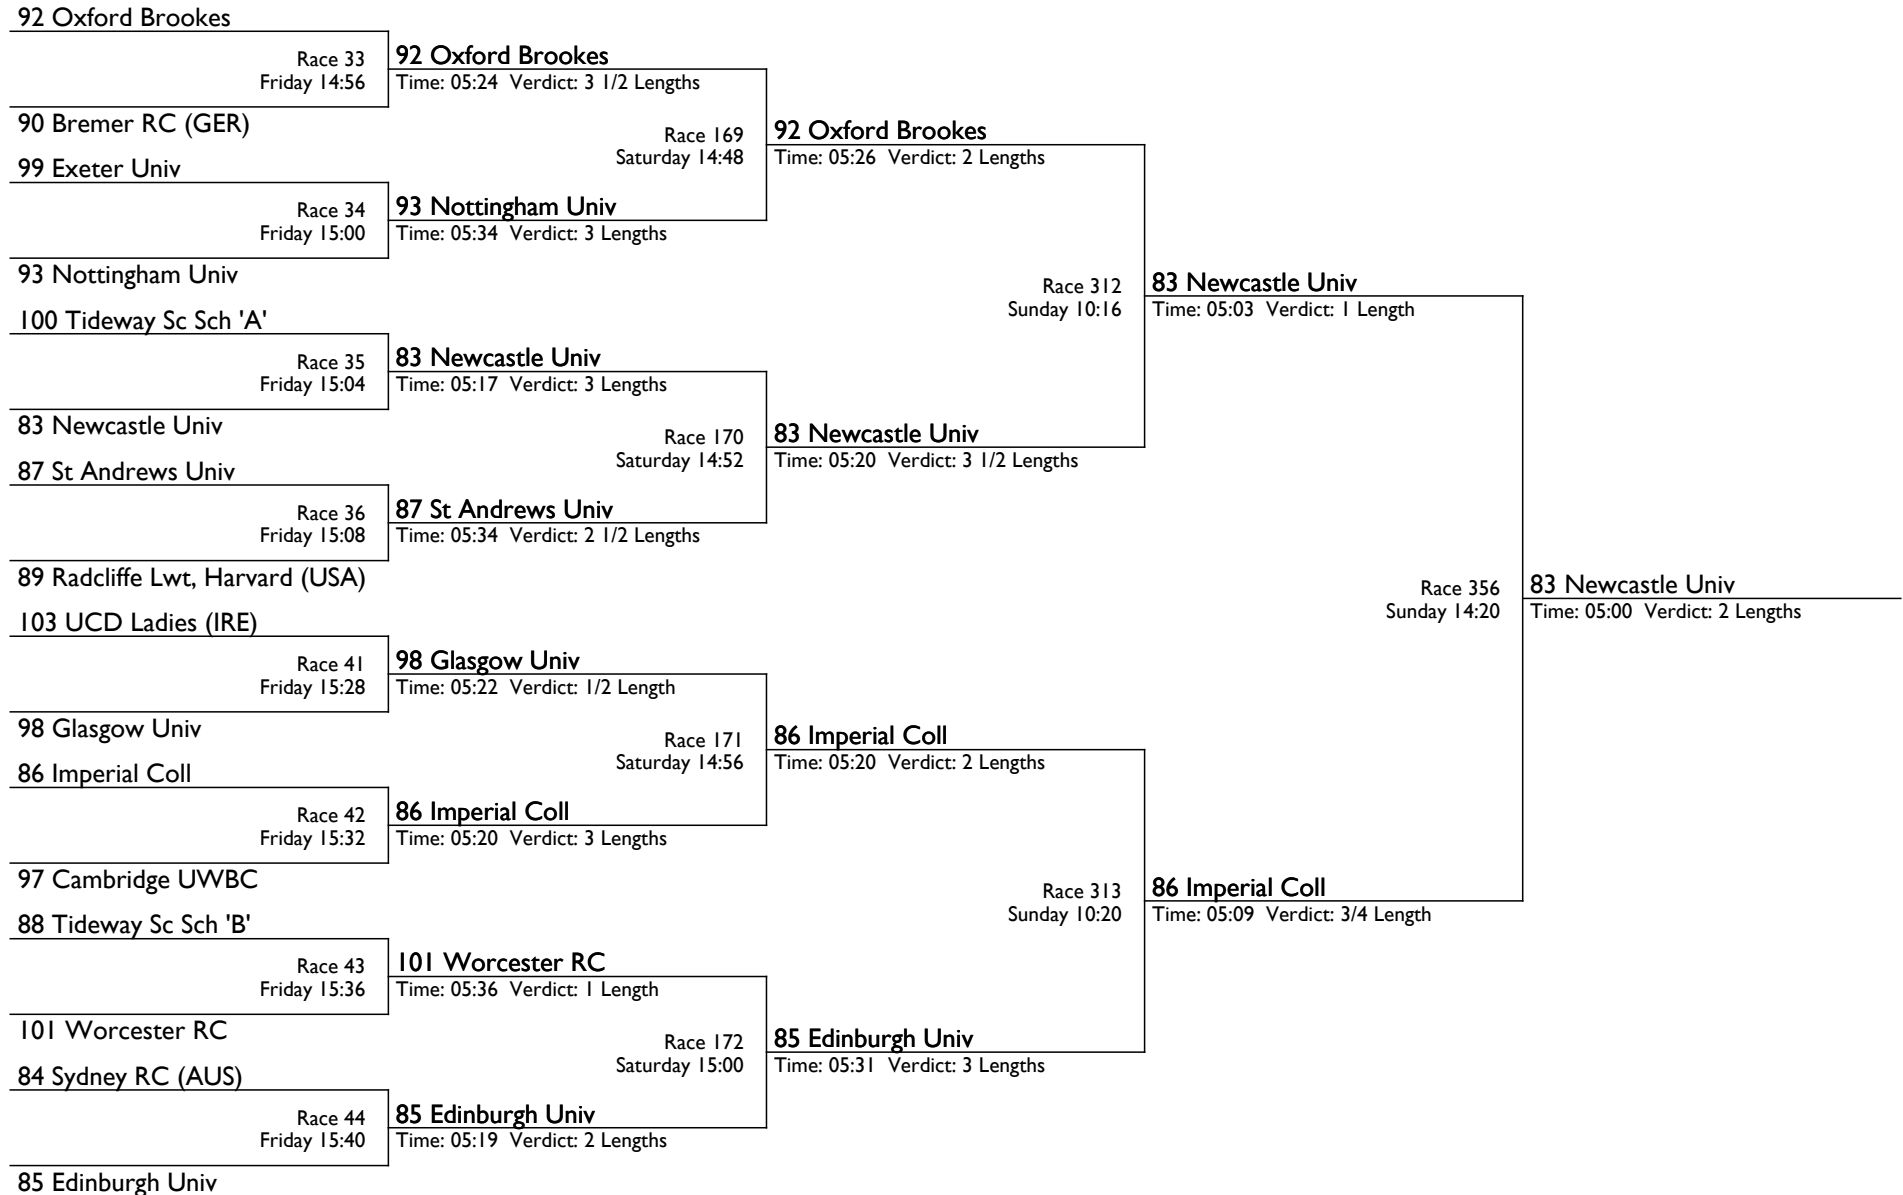 92 Oxford Brookes
Race 33
Friday 14:56
92 Oxford Brookes
Time: 05:24 Verdict: 3 1/2 Lengths
90 Bremer RC (GER)
Race 169
Saturday 14:48
92 Oxford Brookes
Time: 05:26 Verdict: 2 Lengths
99 Exeter Univ
Race 34
Friday 15:00
93 Nottingham Univ
Time: 05:34 Verdict: 3 Lengths
93 Nottingham Univ
Race 312
Sunday 10:16
83 Newcastle Univ
Time: 05:03 Verdict: 1 Length
100 Tideway Sc Sch 'A'
Race 35
Friday 15:04
83 Newcastle Univ
Time: 05:17 Verdict: 3 Lengths
83 Newcastle Univ
Race 170
Saturday 14:52
83 Newcastle Univ
Time: 05:20 Verdict: 3 1/2 Lengths
87 St Andrews Univ
Race 36
Friday 15:08
87 St Andrews Univ
Time: 05:34 Verdict: 2 1/2 Lengths
89 Radcliffe Lwt, Harvard (USA)
Race 356
Sunday 14:20
83 Newcastle Univ
Time: 05:00 Verdict: 2 Lengths
103 UCD Ladies (IRE)
Race 41
Friday 15:28
98 Glasgow Univ
Time: 05:22 Verdict: 1/2 Length
98 Glasgow Univ
Race 171
Saturday 14:56
86 Imperial Coll
Time: 05:20 Verdict: 2 Lengths
86 Imperial Coll
Race 42
Friday 15:32
86 Imperial Coll
Time: 05:20 Verdict: 3 Lengths
97 Cambridge UWBC
Race 313
Sunday 10:20
86 Imperial Coll
Time: 05:09 Verdict: 3/4 Length
88 Tideway Sc Sch 'B'
Race 43
Friday 15:36
101 Worcester RC
Time: 05:36 Verdict: 1 Length
101 Worcester RC
Race 172
Saturday 15:00
85 Edinburgh Univ
Time: 05:31 Verdict: 3 Lengths
84 Sydney RC (AUS)
Race 44
Friday 15:40
85 Edinburgh Univ
Time: 05:19 Verdict: 2 Lengths
85 Edinburgh Univ